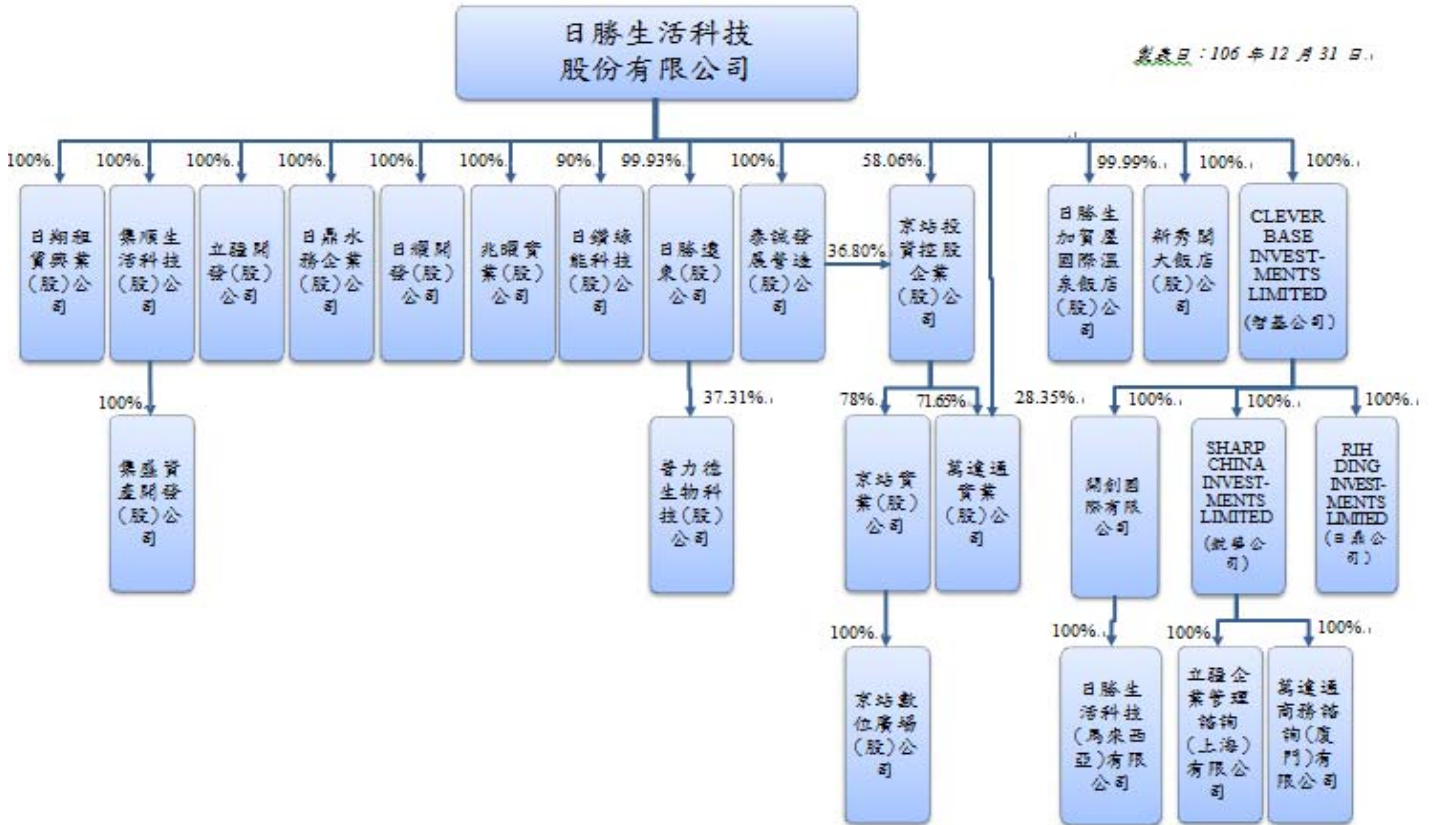 日勝生活科技
股份有限公司
製表日：106 年 12 月 31 日
100%
100%
100%
100%
100%
100%
90%
99.93%
100%
58.06%
99.99%
100%
100%
日翔租
賃興業
(股)公
司
集順生
活科技
(股)公
司
立疆開
發(股)
公司
日鼎水
務企業
(股)公
司
日耀開
發(股)
公司
兆曜實
業(股)
公司
日鑽綠
能科技
(股)公
司
日勝遠
東(股)
公司
泰誠發
展營造
(股)公
司
36.80%
京站投
資控股
企業
(股)公
司
日勝生
加賀屋
國際溫
泉飯店
(股)公司
新秀閣
大飯店
(股)公
司
CLEVER
BASE
INVEST-
MENTS
LIMITED
(智基公司)
100%
37.31%
78%
71.65%
28.35%
100%
100%
100%
集盛資
產開發
(股)公
司
普力德
生物科
技(股)
公司
京站實
業(股)
公司
萬達通
實業
(股)公
司
開創國
際有限
公司
SHARP
CHINA
INVEST-
MENTS
LIMITED
(銳華公
司)
RIH
DING
INVEST-
MENTS
LIMITED
(日鼎公
司)
100%
100%
100%
100%
京站數
位廣場
(股)公
司
日勝生
活科技
(馬來西
亞)有限
公司
立疆企
業管理
諮詢
(上海)
有限公
司
萬達通
商務諮
詢(廈
門)有
限公司